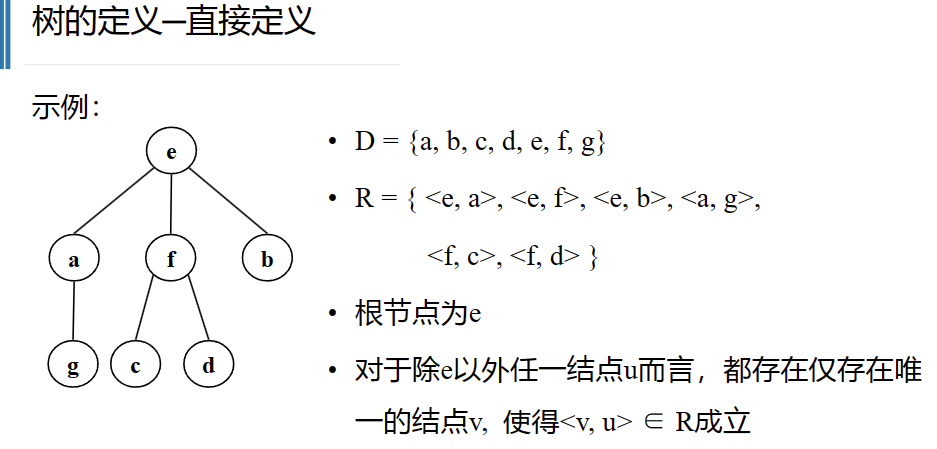 树的定义—直接定义
示例：
e
a
f
b
g
c
d
• D = {a, b, c, d, e, f, g}
• R = { <e, a>, <e, f>, <e, b>, <a, g>,
<f, c>, <f, d> }
• 根节点为e
• 对于除e以外任一结点u而言，都存在仅存在唯
一的结点v, 使得<v, u> ∈ R成立